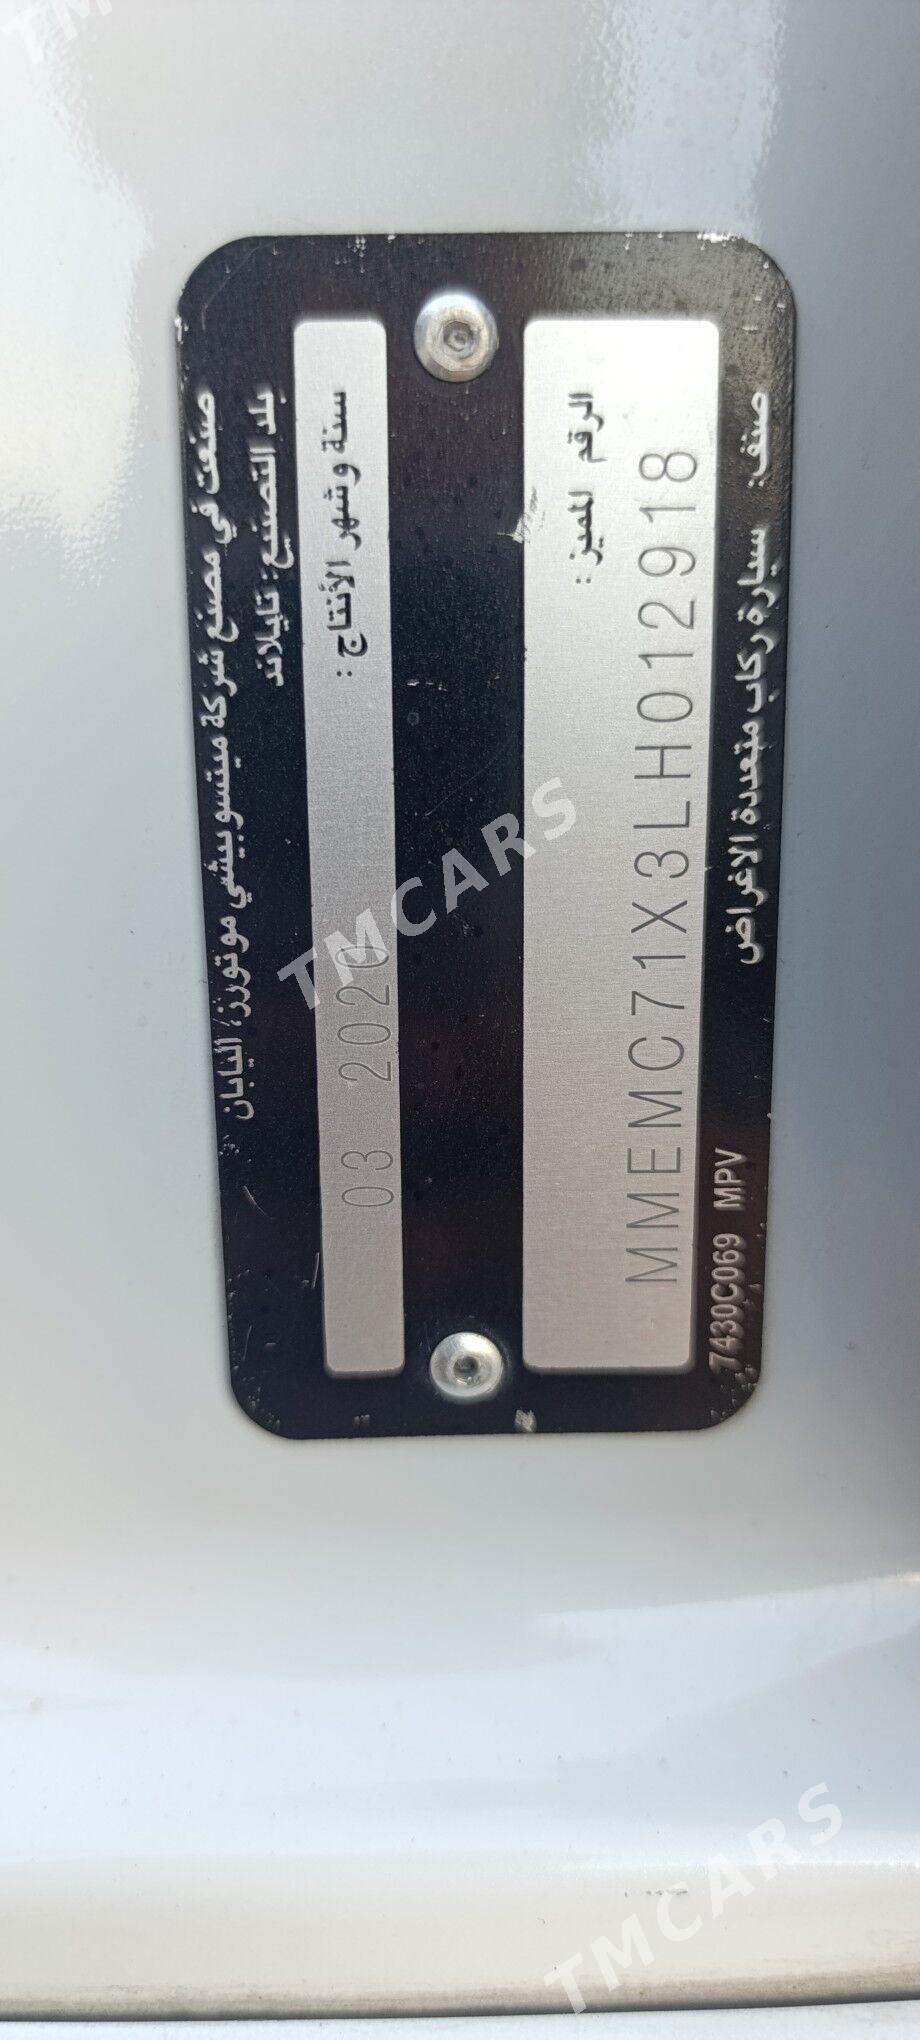 صنعت في مصنع شركة ميتسوبيشي موتورز، اليابان
بلد التصنيع: تايلاند
سنة وشهر الأنتاج :
03 2020
الرقم المميز :
MMEMC71X3LH012918
صنف: سيارة ركاب متعددة الاغراض
7430C069 MPV
TMCARS
TMCARS